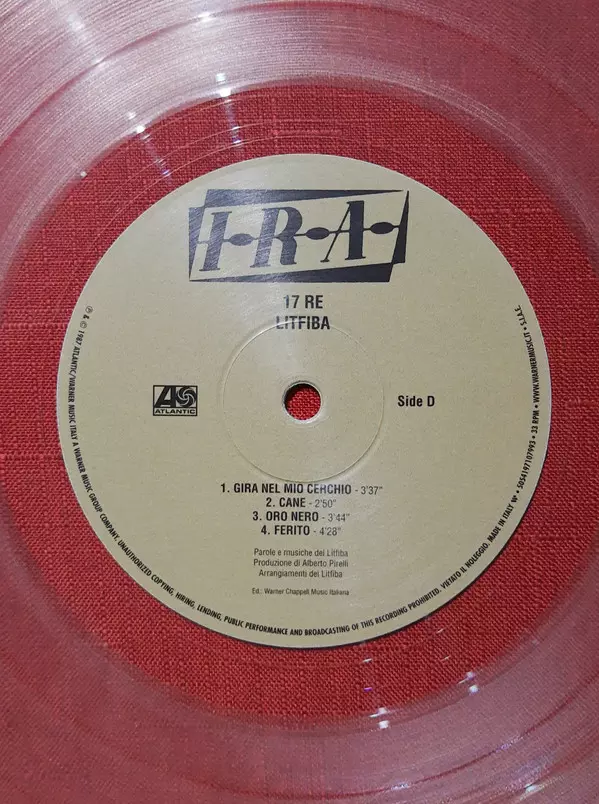 I·R·A·
17 RE
LITFIBA
ATLANTIC
Side D
1. GIRA NEL MIO CERCHIO - 3'37"
2. CANE - 2'50"
3. ORO NERO - 3'44"
4. FERITO - 4'28"
Parole e musiche dei Litfiba
Produzione di Alberto Pirelli
Arrangiamenti dei Litfiba
Ed.: Warner Chappell Music Italiana
℗ & © 1987 ATLANTIC/WARNER MUSIC ITALY A WARNER MUSIC GROUP COMPANY. UNAUTHORIZED COPYING, HIRING, LENDING, PUBLIC PERFORMANCE AND BROADCASTING OF THIS RECORDING PROHIBITED. VIETATO IL NOLEGGIO. MADE IN ITALY W• • 5054197107993 • 33 RPM • WWW.WARNERMUSIC.IT • S.I.A.E.